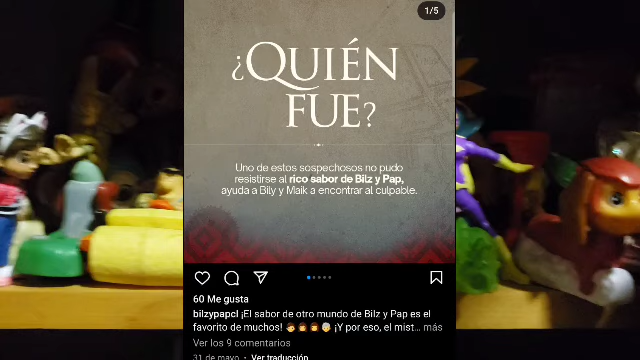 1/5
¿QUIÉN
FUE?
Uno de estos sospechosos no pudo
resistirse al rico sabor de Bilz y Pap,
ayuda a Bily y Maik a encontrar al culpable.
60 Me gusta
bilzypapcl ¡El sabor de otro mundo de Bilz y Pap es el
favorito de muchos! 🧑🏻👩🏻👩🏻👵🏻 ¡Y por eso, el mist... más
Ver los 9 comentarios
31 de mayo • Ver traducción